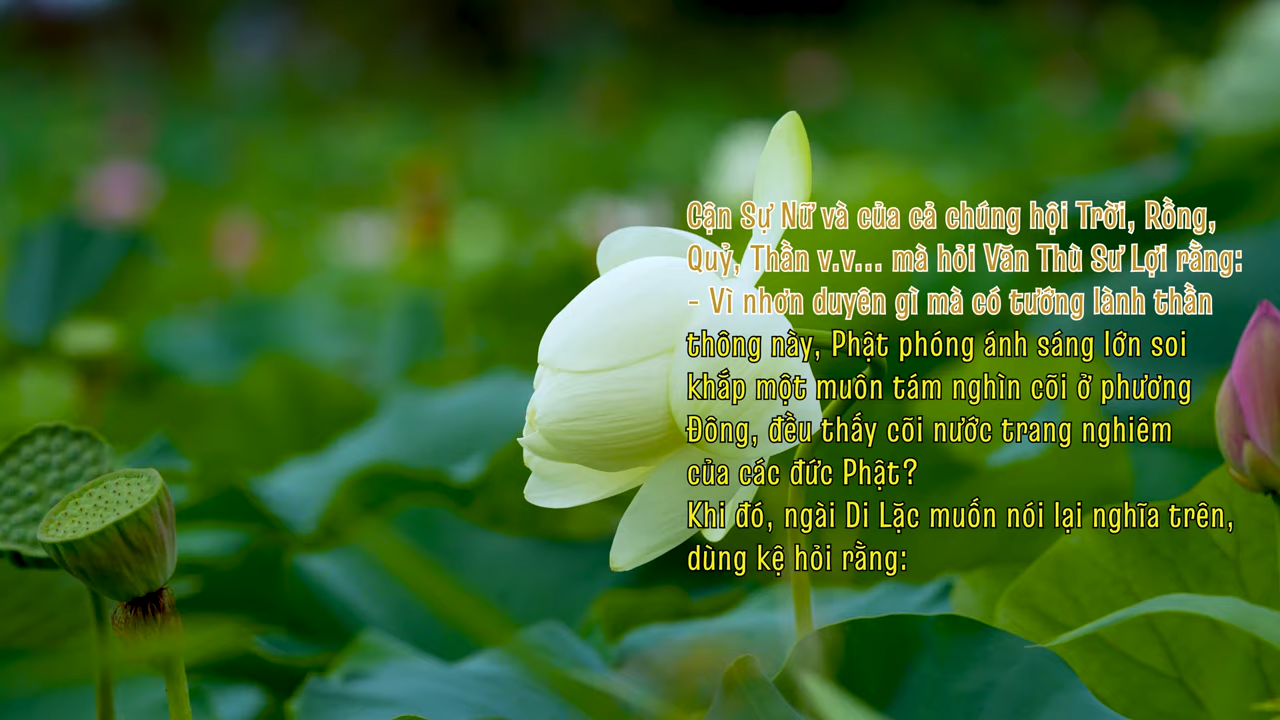 Cận Sự Nữ và của cả chúng hội Trời, Rồng,
Quỷ, Thần v.v... mà hỏi Văn Thù Sư Lợi rằng:
- Vì nhơn duyên gì mà có tướng lành thần
thông này, Phật phóng ánh sáng lớn soi
khắp một muôn tám nghìn cõi ở phương
Đông, đều thấy cõi nước trang nghiêm
của các đức Phật?
Khi đó, ngài Di Lặc muốn nói lại nghĩa trên,
dùng kệ hỏi rằng: